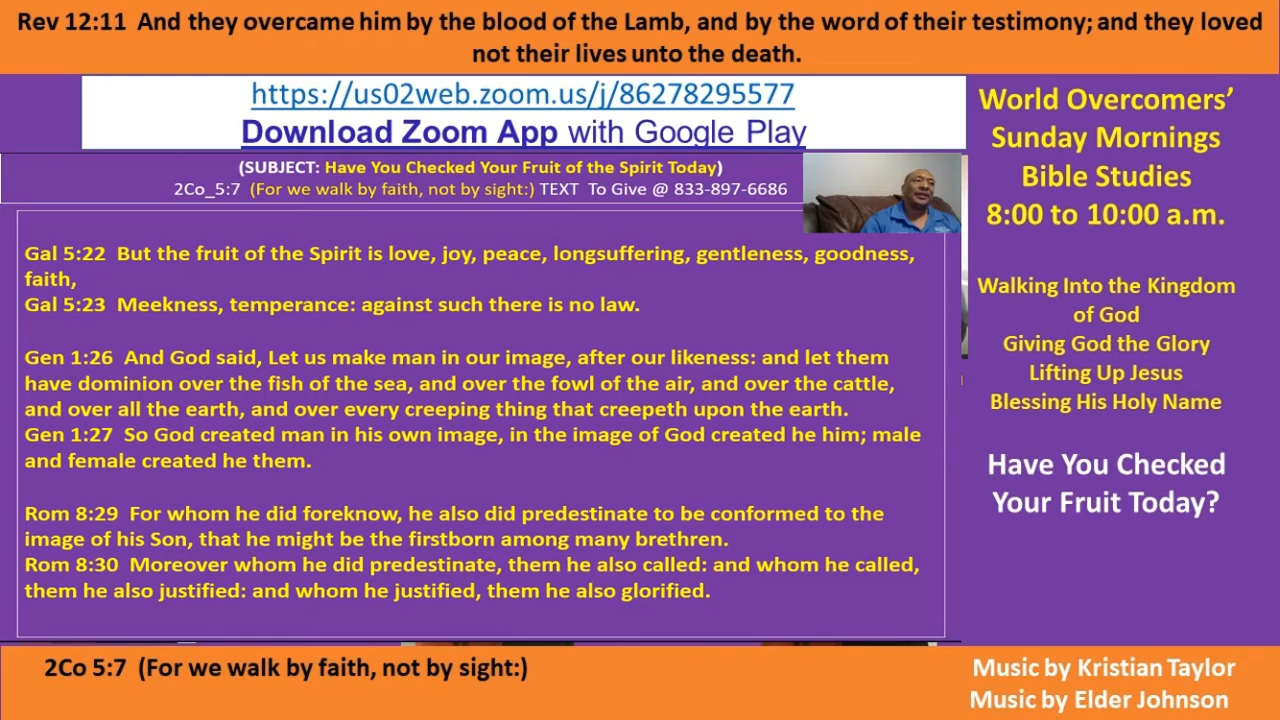 Rev 12:11 And they overcame him by the blood of the Lamb, and by the word of their testimony; and they loved
not their lives unto the death.
https://us02web.zoom.us/j/86278295577
Download Zoom App with Google Play
(SUBJECT: Have You Checked Your Fruit of the Spirit Today)
2Co_5:7 (For we walk by faith, not by sight:) TEXT To Give @ 833-897-6686
Gal 5:22 But the fruit of the Spirit is love, joy, peace, longsuffering, gentleness, goodness,
faith,
Gal 5:23 Meekness, temperance: against such there is no law.
Gen 1:26 And God said, Let us make man in our image, after our likeness: and let them
have dominion over the fish of the sea, and over the fowl of the air, and over the cattle,
and over all the earth, and over every creeping thing that creepeth upon the earth.
Gen 1:27 So God created man in his own image, in the image of God created he him; male
and female created he them.
Rom 8:29 For whom he did foreknow, he also did predestinate to be conformed to the
image of his Son, that he might be the firstborn among many brethren.
Rom 8:30 Moreover whom he did predestinate, them he also called: and whom he called,
them he also justified: and whom he justified, them he also glorified.
World Overcomers’
Sunday Mornings
Bible Studies
8:00 to 10:00 a.m.
Walking Into the Kingdom
of God
Giving God the Glory
Lifting Up Jesus
Blessing His Holy Name
Have You Checked
Your Fruit Today?
2Co 5:7 (For we walk by faith, not by sight:)
Music by Kristian Taylor
Music by Elder Johnson